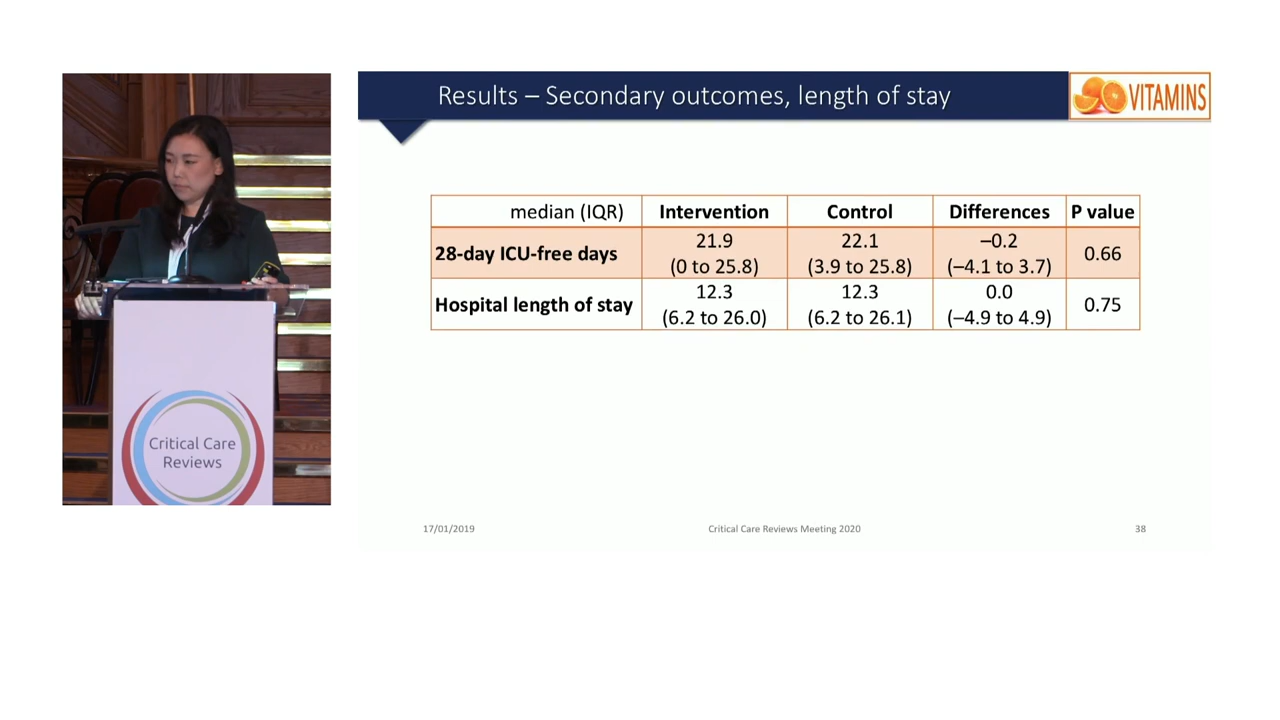 Results – Secondary outcomes, length of stay
VITAMINS
median (IQR) Intervention Control Differences P value
28-day ICU-free days 21.9 (0 to 25.8) 22.1 (3.9 to 25.8) –0.2 (–4.1 to 3.7) 0.66
Hospital length of stay 12.3 (6.2 to 26.0) 12.3 (6.2 to 26.1) 0.0 (–4.9 to 4.9) 0.75
Critical Care
Reviews
17/01/2019 Critical Care Reviews Meeting 2020 38